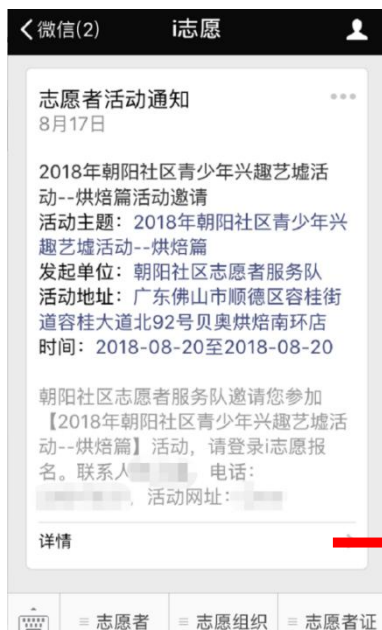 微信(2) i志愿
志愿者活动通知
8月17日
2018年朝阳社区青少年兴趣艺墟活
动--烘焙篇活动邀请
活动主题：2018年朝阳社区青少年兴
趣艺墟活动--烘焙篇
发起单位：朝阳社区志愿者服务队
活动地址：广东佛山市顺德区容桂街
道容桂大道北92号贝奥烘焙南环店
时间：2018-08-20至2018-08-20
朝阳社区志愿者服务队邀请您参加
【2018年朝阳社区青少年兴趣艺墟活
动--烘焙篇】活动，请登录i志愿报
名。联系人 ，电话：
，活动网址：
详情
志愿者 志愿组织 志愿者证